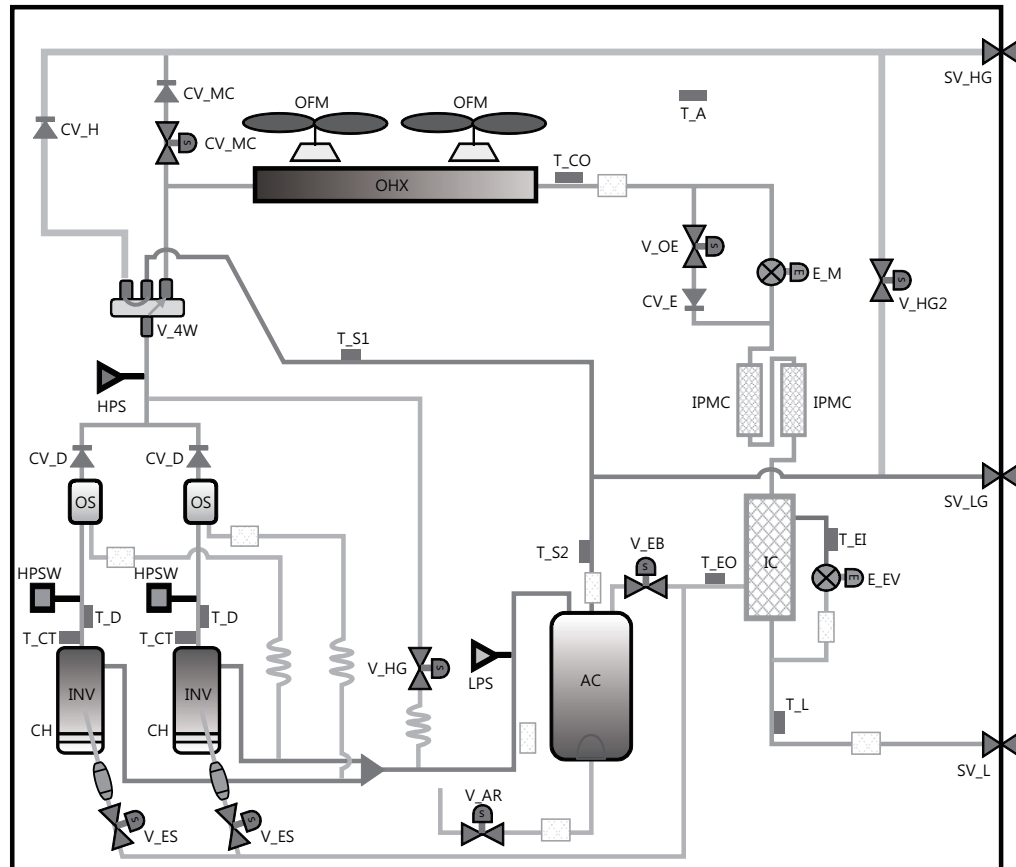 SV_HG
CV_MC
OFM
OFM
T_A
CV_H
CV_MC
T_CO
OHX
S
V_OE
S
E
E_M
S
CV_E
V_HG2
V_4W
T_S1
HPS
IPMC
IPMC
CV_D
CV_D
OS
OS
SV_LG
T_S2
V_EB
S
T_EO
IC
T_EI
E
E_EV
HPSW
HPSW
T_D
T_D
T_CT
T_CT
V_HG
S
LPS
AC
INV
INV
CH
CH
T_L
SV_L
V_AR
S
S
V_ES
S
V_ES